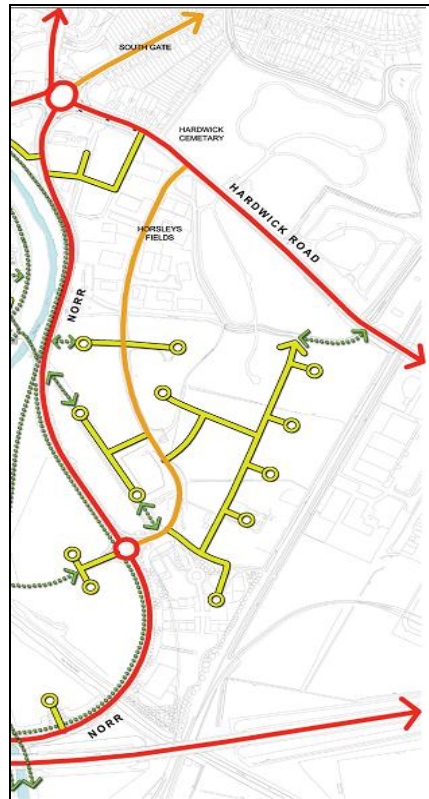 SOUTH GATE
HARDWICK
CEMETARY
HARDWICK ROAD
HORSLEYS
FIELDS
NORR
NORR